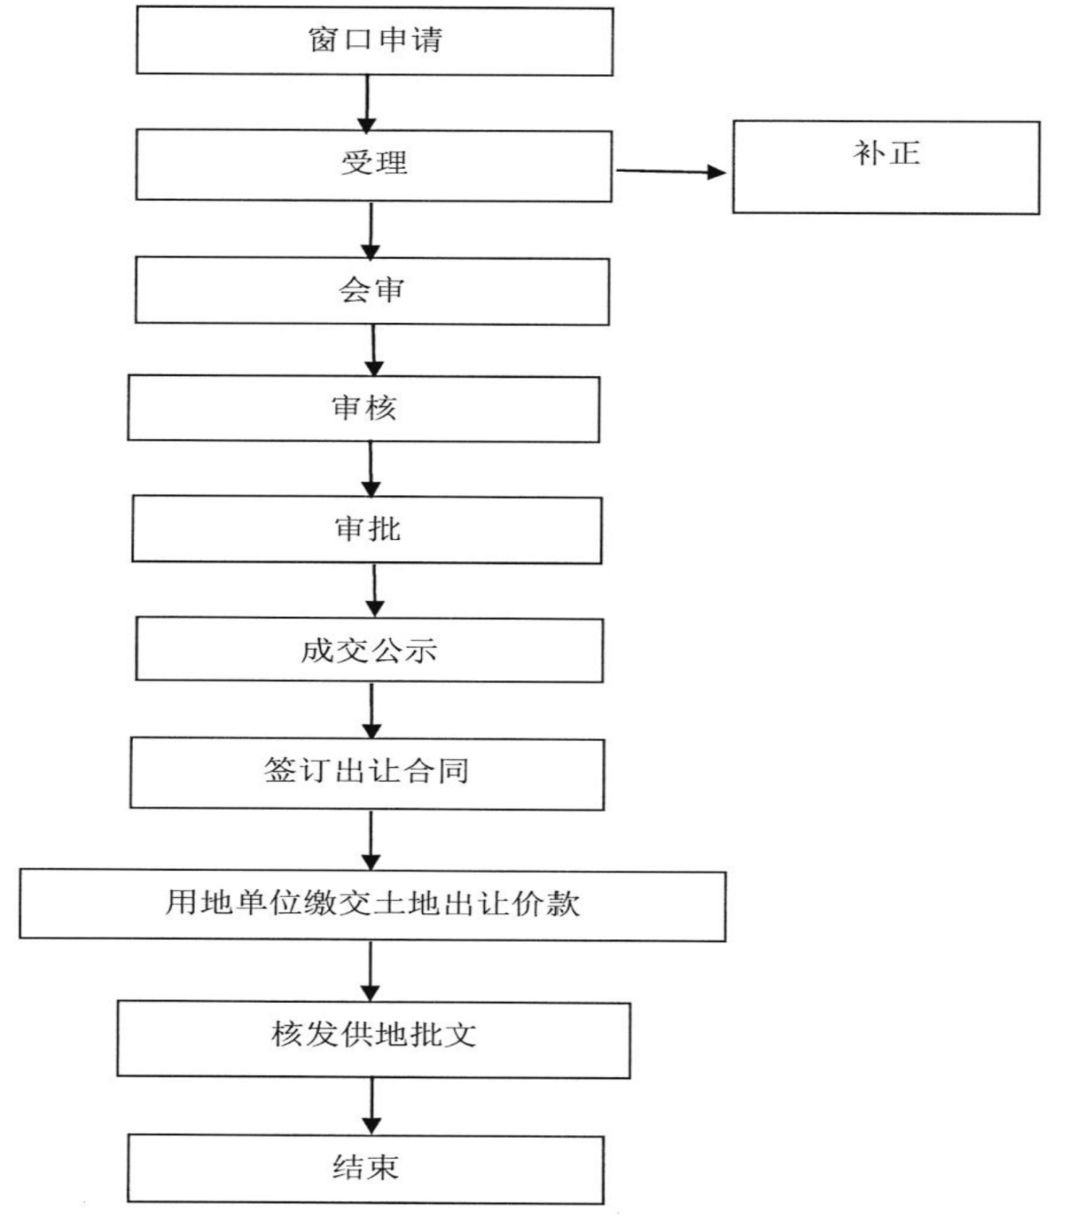 窗口申请
受理
补正
会审
审核
审批
成交公示
签订出让合同
用地单位缴交土地出让价款
核发供地批文
结束